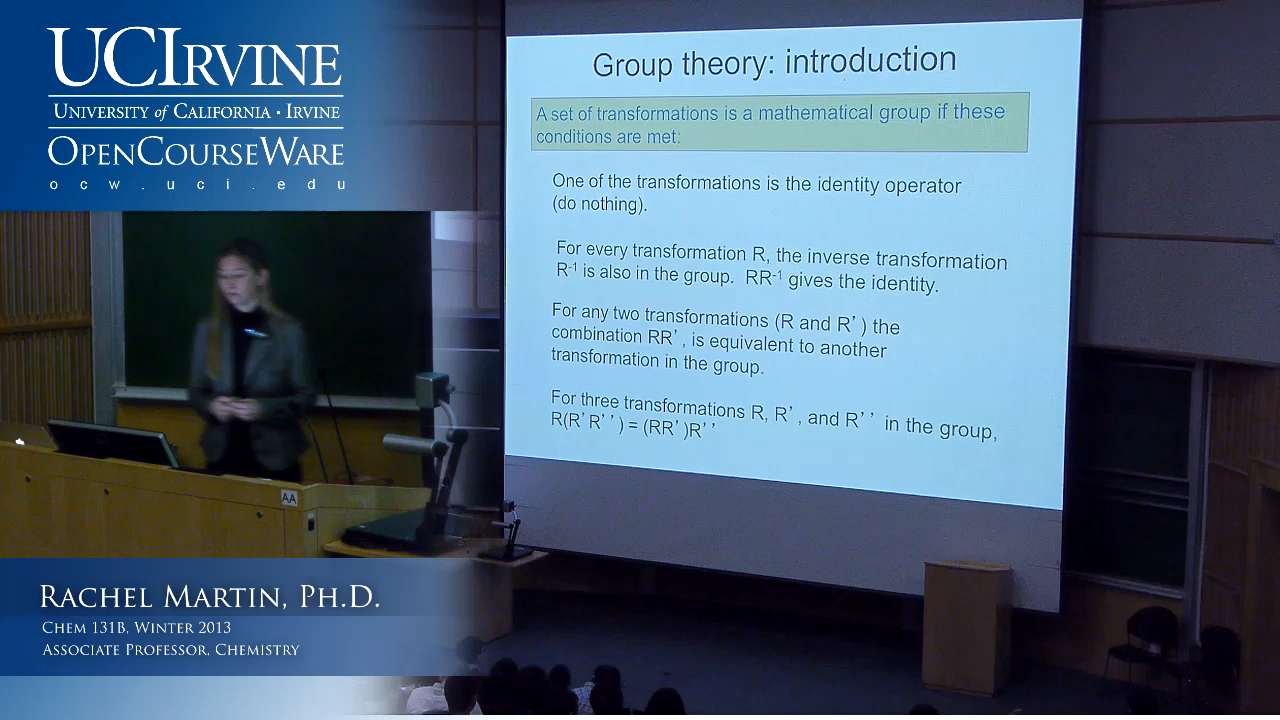 UCIRVINE
UNIVERSITY of CALIFORNIA · IRVINE
OPENCOURSEWARE
ocw.uci.edu
Group theory: introduction
A set of transformations is a mathematical group if these
conditions are met:
One of the transformations is the identity operator
(do nothing).
For every transformation R, the inverse transformation
R⁻¹ is also in the group. RR⁻¹ gives the identity.
For any two transformations (R and R’) the
combination RR’, is equivalent to another
transformation in the group.
For three transformations R, R’, and R’’ in the group,
R(R’R’’) = (RR’)R’’
AA
RACHEL MARTIN, PH.D.
CHEM 131B, WINTER 2013
ASSOCIATE PROFESSOR, CHEMISTRY